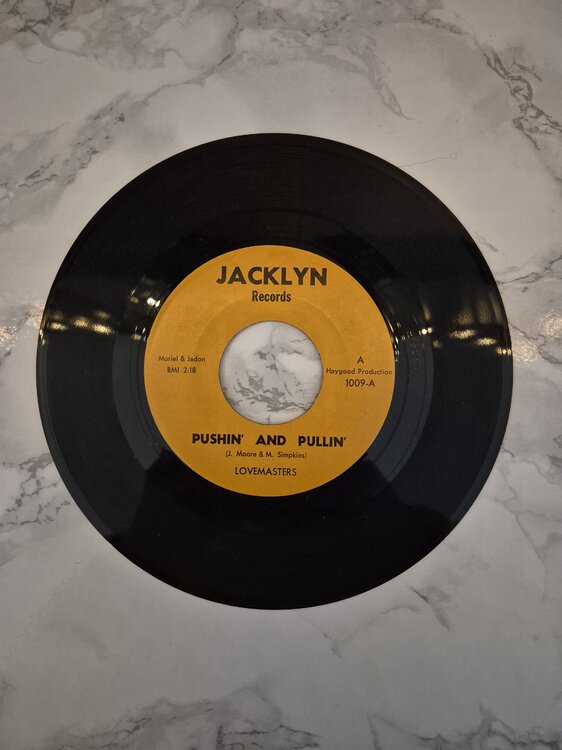 JACKLYN
Records
Muriel & Jadon
BMI 2:18
A
Haygood Production
1009-A
PUSHIN' AND PULLIN'
(J. Moore & M. Simpkins)
LOVEMASTERS